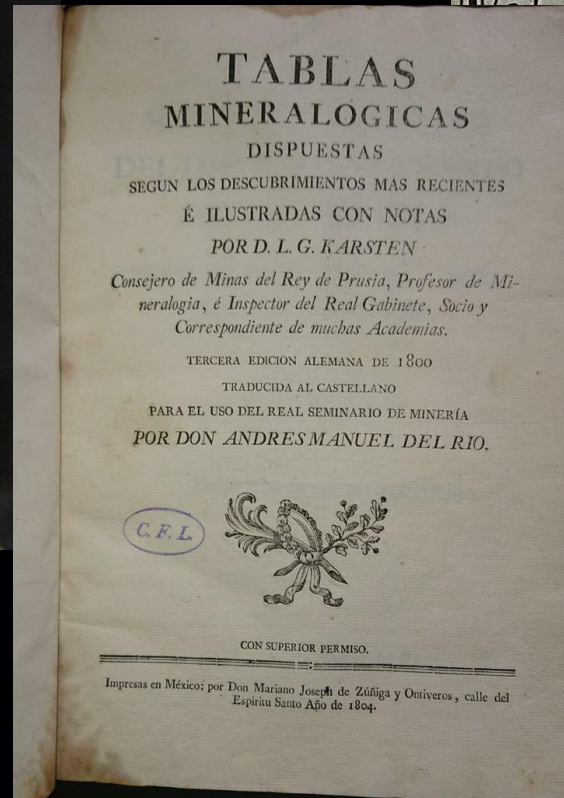 TABLAS
MINERALOGICAS
DISPUESTAS
SEGUN LOS DESCUBRIMIENTOS MAS RECIENTES
É ILUSTRADAS CON NOTAS
POR D. L. G. KARSTEN
Consejero de Minas del Rey de Prusia, Profesor de Mi-
neralogia, é Inspector del Real Gabinete, Socio y
Correspondiente de muchas Academias.
TERCERA EDICION ALEMANA DE 1800
TRADUCIDA AL CASTELLANO
PARA EL USO DEL REAL SEMINARIO DE MINERÍA
POR DON ANDRES MANUEL DEL RIO.
C. F. L.
CON SUPERIOR PERMISO.
Impresas en México: por Don Mariano Joseph de Zúñiga y Ontiveros, calle del
Espíritu Santo Año de 1804.